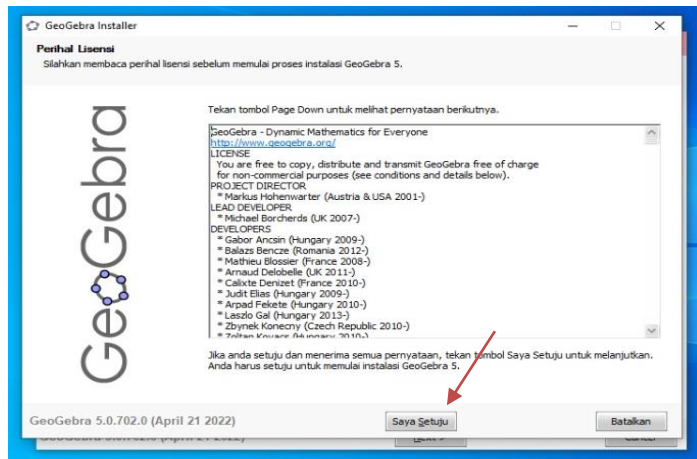 GeoGebra Installer
Perihal Lisensi
Silahkan membaca perihal lisensi sebelum memulai proses instalasi GeoGebra 5.
GeoGebra
Tekan tombol Page Down untuk melihat pernyataan berikutnya.
GeoGebra - Dynamic Mathematics for Everyone
http://www.geogebra.org/
LICENSE
You are free to copy, distribute and transmit GeoGebra free of charge
for non-commercial purposes (see conditions and details below).
PROJECT DIRECTOR
* Markus Hohenwarter (Austria & USA 2001-)
LEAD DEVELOPER
* Michael Borcherds (UK 2007-)
DEVELOPERS
* Gabor Ancsin (Hungary 2009-)
* Balazs Bencze (Romania 2012-)
* Mathieu Blossier (France 2008-)
* Arnaud Delobelle (UK 2011-)
* Calixte Denizet (France 2010-)
* Judit Elias (Hungary 2009-)
* Arpad Fekete (Hungary 2010-)
* Laszlo Gal (Hungary 2013-)
* Zbynek Konecny (Czech Republic 2010-)
* Zoltan Kovacs (Hungary 2010-)
Jika anda setuju dan menerima semua pernyataan, tekan tombol Saya Setuju untuk melanjutkan.
Anda harus setuju untuk memulai instalasi GeoGebra 5.
GeoGebra 5.0.702.0 (April 21 2022)
Saya Setuju
Batalkan